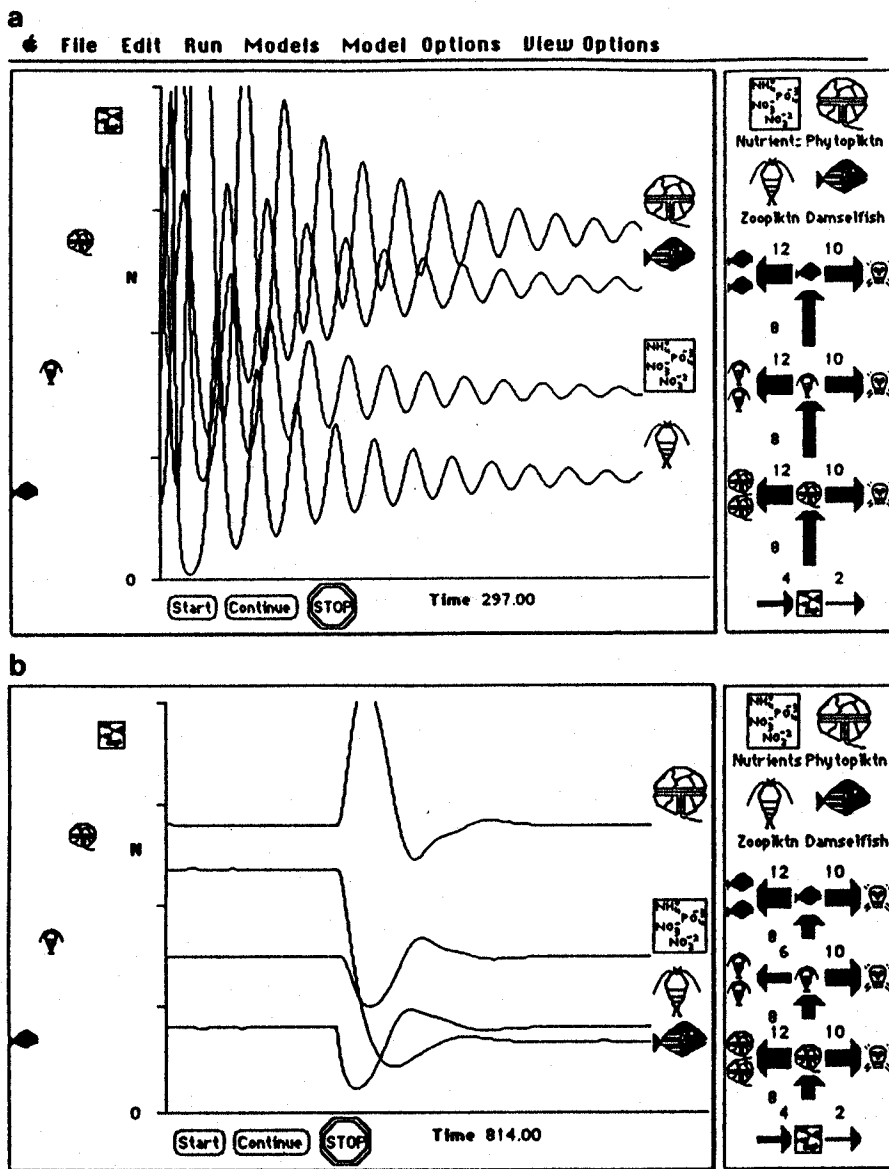 a
File Edit Run Models Model Options View Options
N
0
Start Continue STOP Time 297.00
Nutrients Phytoplktn
Zooplktn Damselfish
12 10
8
12 10
8
12 10
8
4 2
b
N
0
Start Continue STOP Time 814.00
Nutrients Phytoplktn
Zooplktn Damselfish
12 10
8
6 10
8
12 10
8
4 2